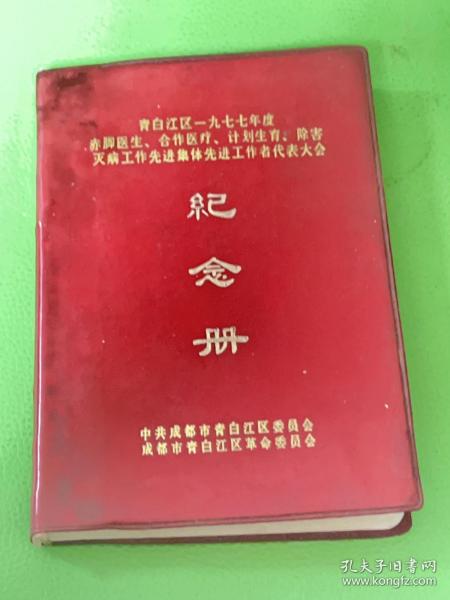 青白江区一九七七年度
赤脚医生、合作医疗、计划生育、除害
灭病工作先进集体先进工作者代表大会
紀
念
册
中共成都市青白江区委员会
成都市青白江区革命委员会
孔夫子旧书网
www.kongfz.com